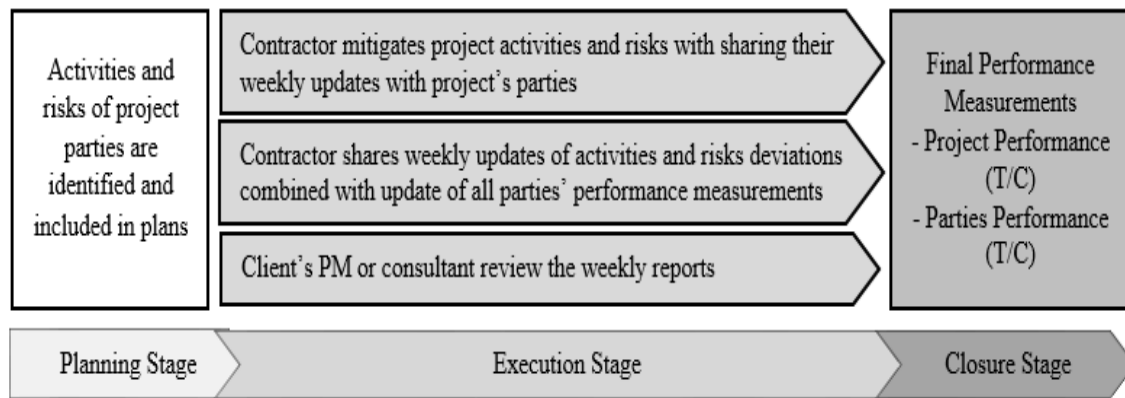 Activities and
risks of project
parties are
identified and
included in plans
Contractor mitigates project activities and risks with sharing their
weekly updates with project's parties
Contractor shares weekly updates of activities and risks deviations
combined with update of all parties' performance measurements
Client's PM or consultant review the weekly reports
Final Performance
Measurements
- Project Performance
(T/C)
- Parties Performance
(T/C)
Planning Stage
Execution Stage
Closure Stage